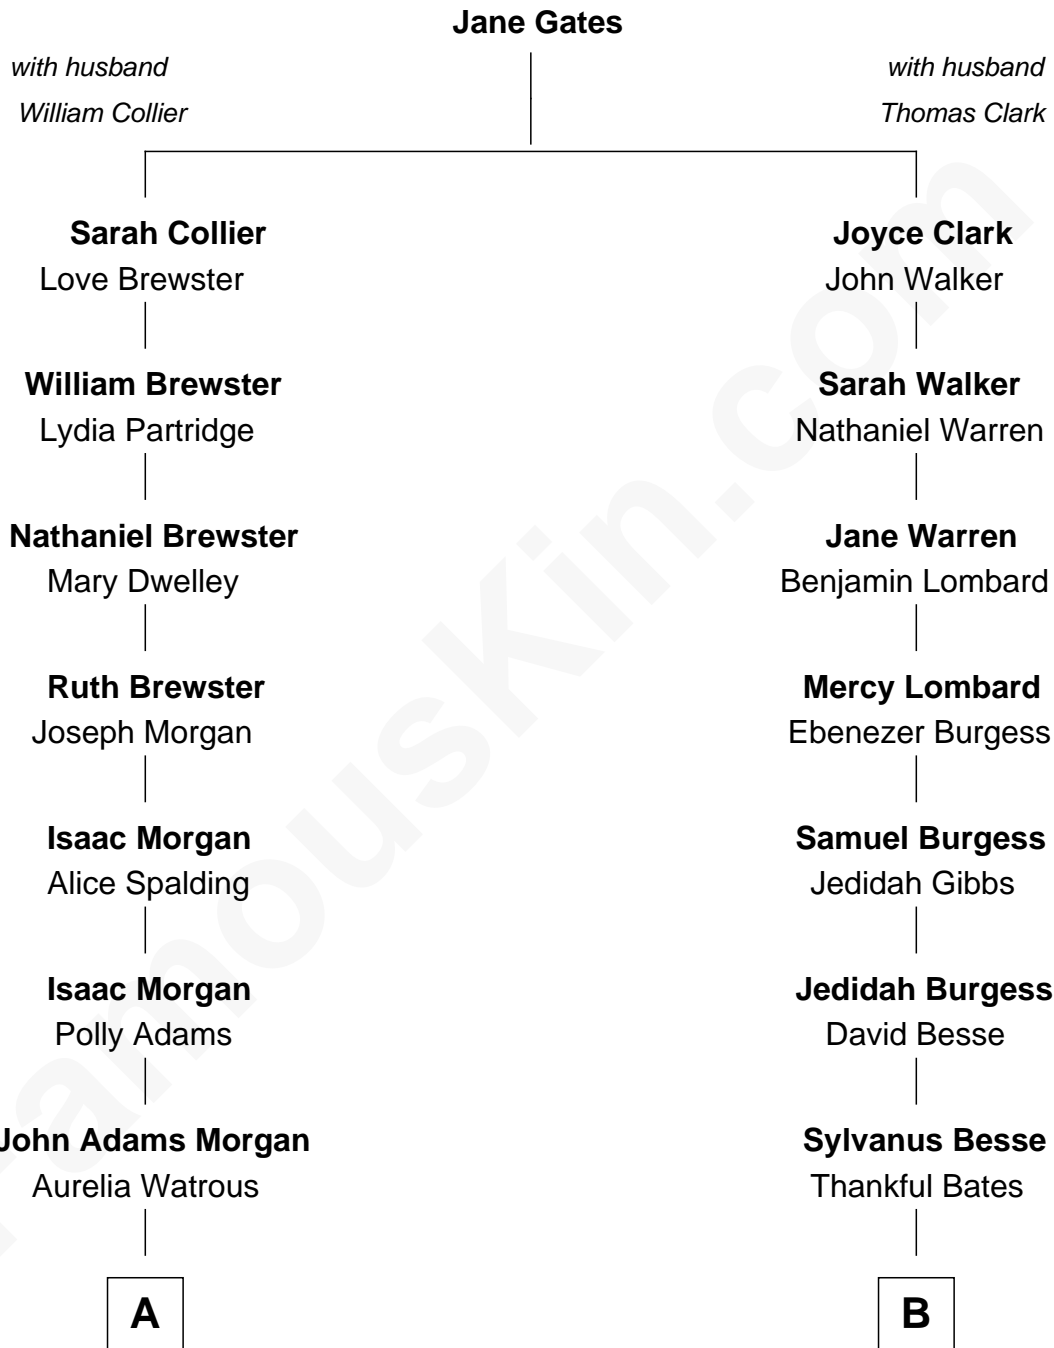 Jane Gates
with husband
William Collier
with husband
Thomas Clark
Sarah Collier
Love Brewster
Joyce Clark
John Walker
William Brewster
Lydia Partridge
Sarah Walker
Nathaniel Warren
Nathaniel Brewster
Mary Dwelley
Jane Warren
Benjamin Lombard
Ruth Brewster
Joseph Morgan
Mercy Lombard
Ebenezer Burgess
Isaac Morgan
Alice Spalding
Samuel Burgess
Jedidah Gibbs
Isaac Morgan
Polly Adams
Jedidah Burgess
David Besse
John Adams Morgan
Aurelia Watrous
Sylvanus Besse
Thankful Bates
A
B
FamousKin.com